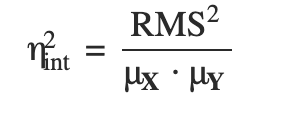 η²int = RMS² / μX · μY